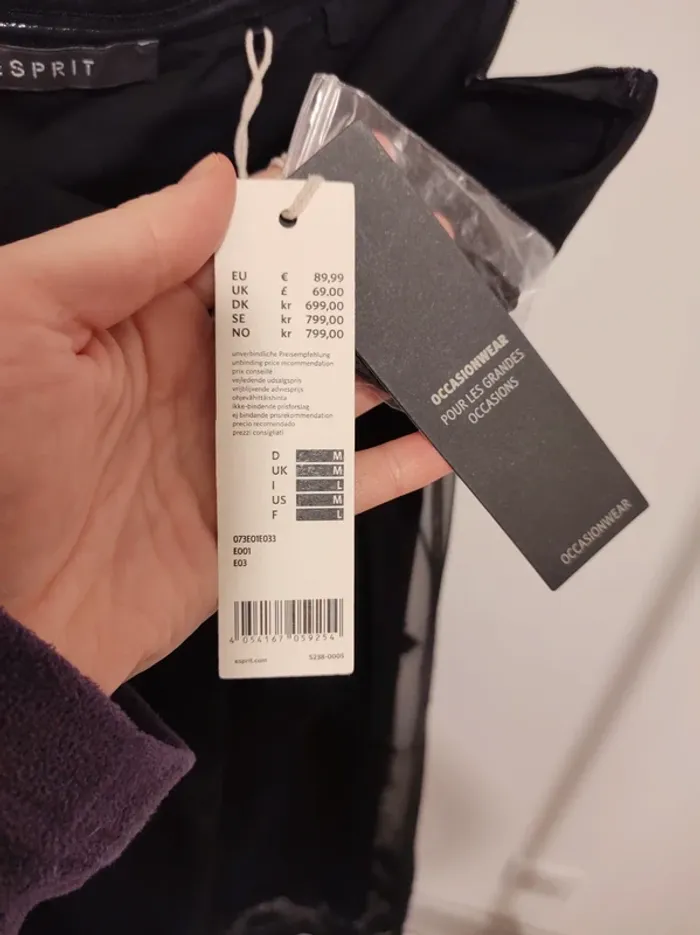 ESPRIT
EU € 89,99
UK £ 69.00
DK kr 699,00
SE kr 799,00
NO kr 799,00
unverbindliche Preisempfehlung
unbinding price recommendation
prix conseillé
vejledende udsalgspris
vrijblijvende adviesprijs
ohjevähittäishinta
ikke-bindende prisforslag
ej bindande prisrekommendation
precio recomendado
prezzi consigliati
D M
UK M
I L
US M
F L
073EO1E033
E001
E03
4 054167 059254
esprit.com 5238-0005
OCCASIONWEAR
POUR LES GRANDES
OCCASIONS
OCCASIONWEAR